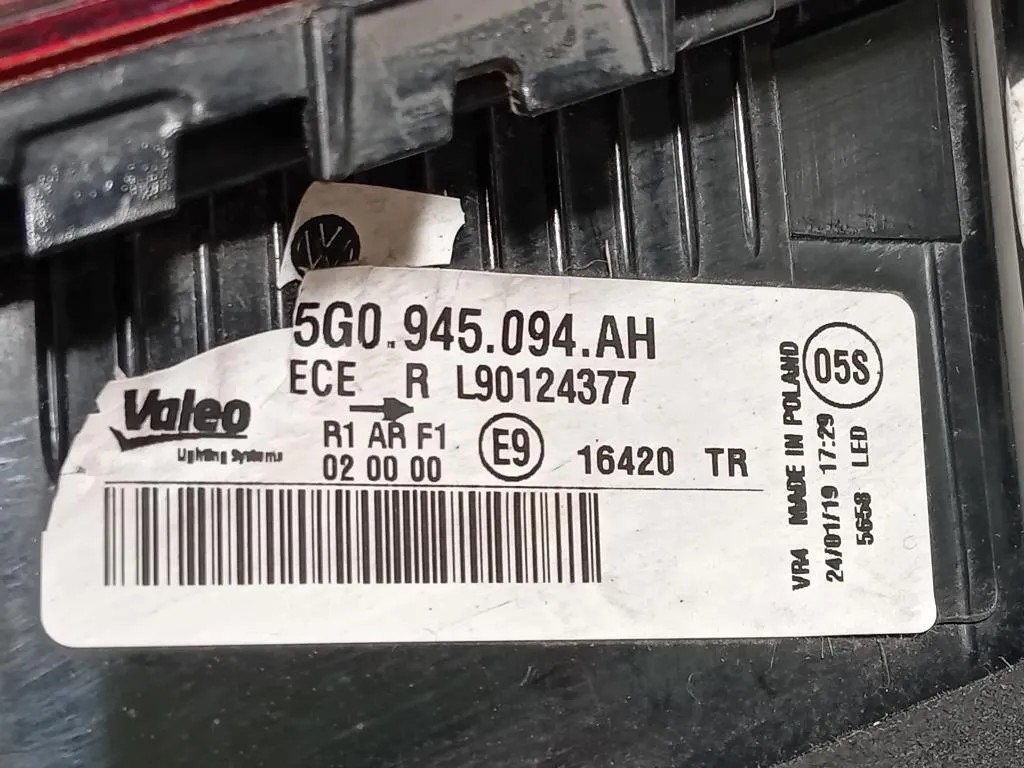 5G0.945.094.AH
ECE R L90124377
Valeo
Lighting Systems
R1 AR F1
02 00 00
E9
16420 TR
05S
VR4 MADE IN POLAND
24/01/19 17:29
5658 LED